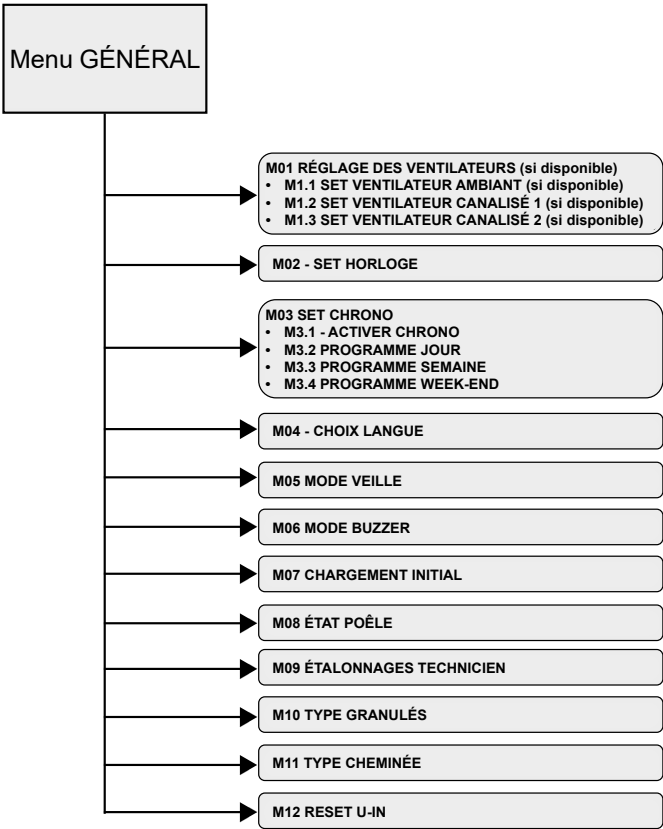 Menu GÉNÉRAL
M01 RÉGLAGE DES VENTILATEURS (si disponible)
• M1.1 SET VENTILATEUR AMBIANT (si disponible)
• M1.2 SET VENTILATEUR CANALISÉ 1 (si disponible)
• M1.3 SET VENTILATEUR CANALISÉ 2 (si disponible)
M02 - SET HORLOGE
M03 SET CHRONO
• M3.1 - ACTIVER CHRONO
• M3.2 PROGRAMME JOUR
• M3.3 PROGRAMME SEMAINE
• M3.4 PROGRAMME WEEK-END
M04 - CHOIX LANGUE
M05 MODE VEILLE
M06 MODE BUZZER
M07 CHARGEMENT INITIAL
M08 ÉTAT POÊLE
M09 ÉTALONNAGES TECHNICIEN
M10 TYPE GRANULÉS
M11 TYPE CHEMINÉE
M12 RESET U-IN